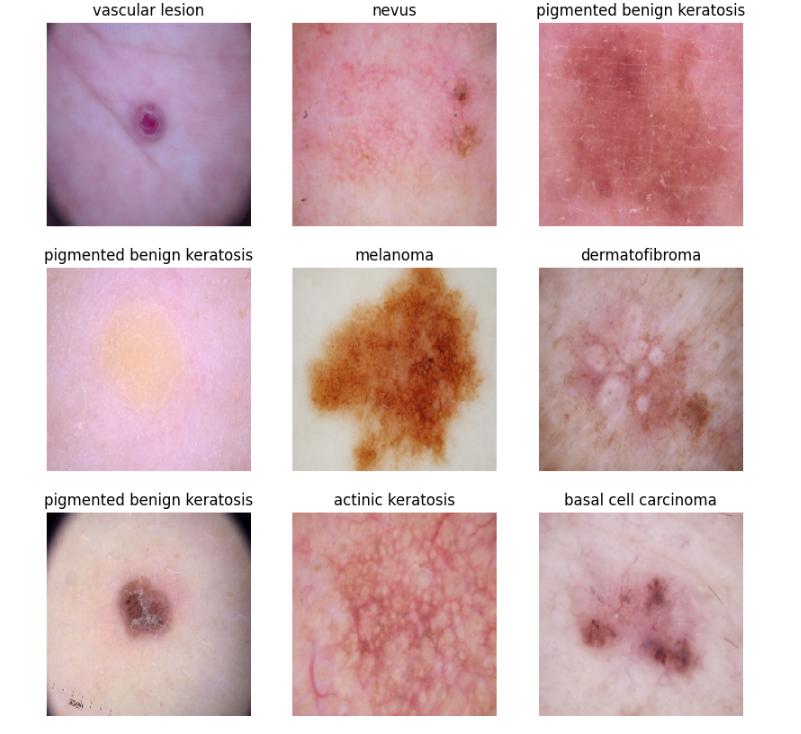 vascular lesion
nevus
pigmented benign keratosis
pigmented benign keratosis
melanoma
dermatofibroma
pigmented benign keratosis
actinic keratosis
basal cell carcinoma